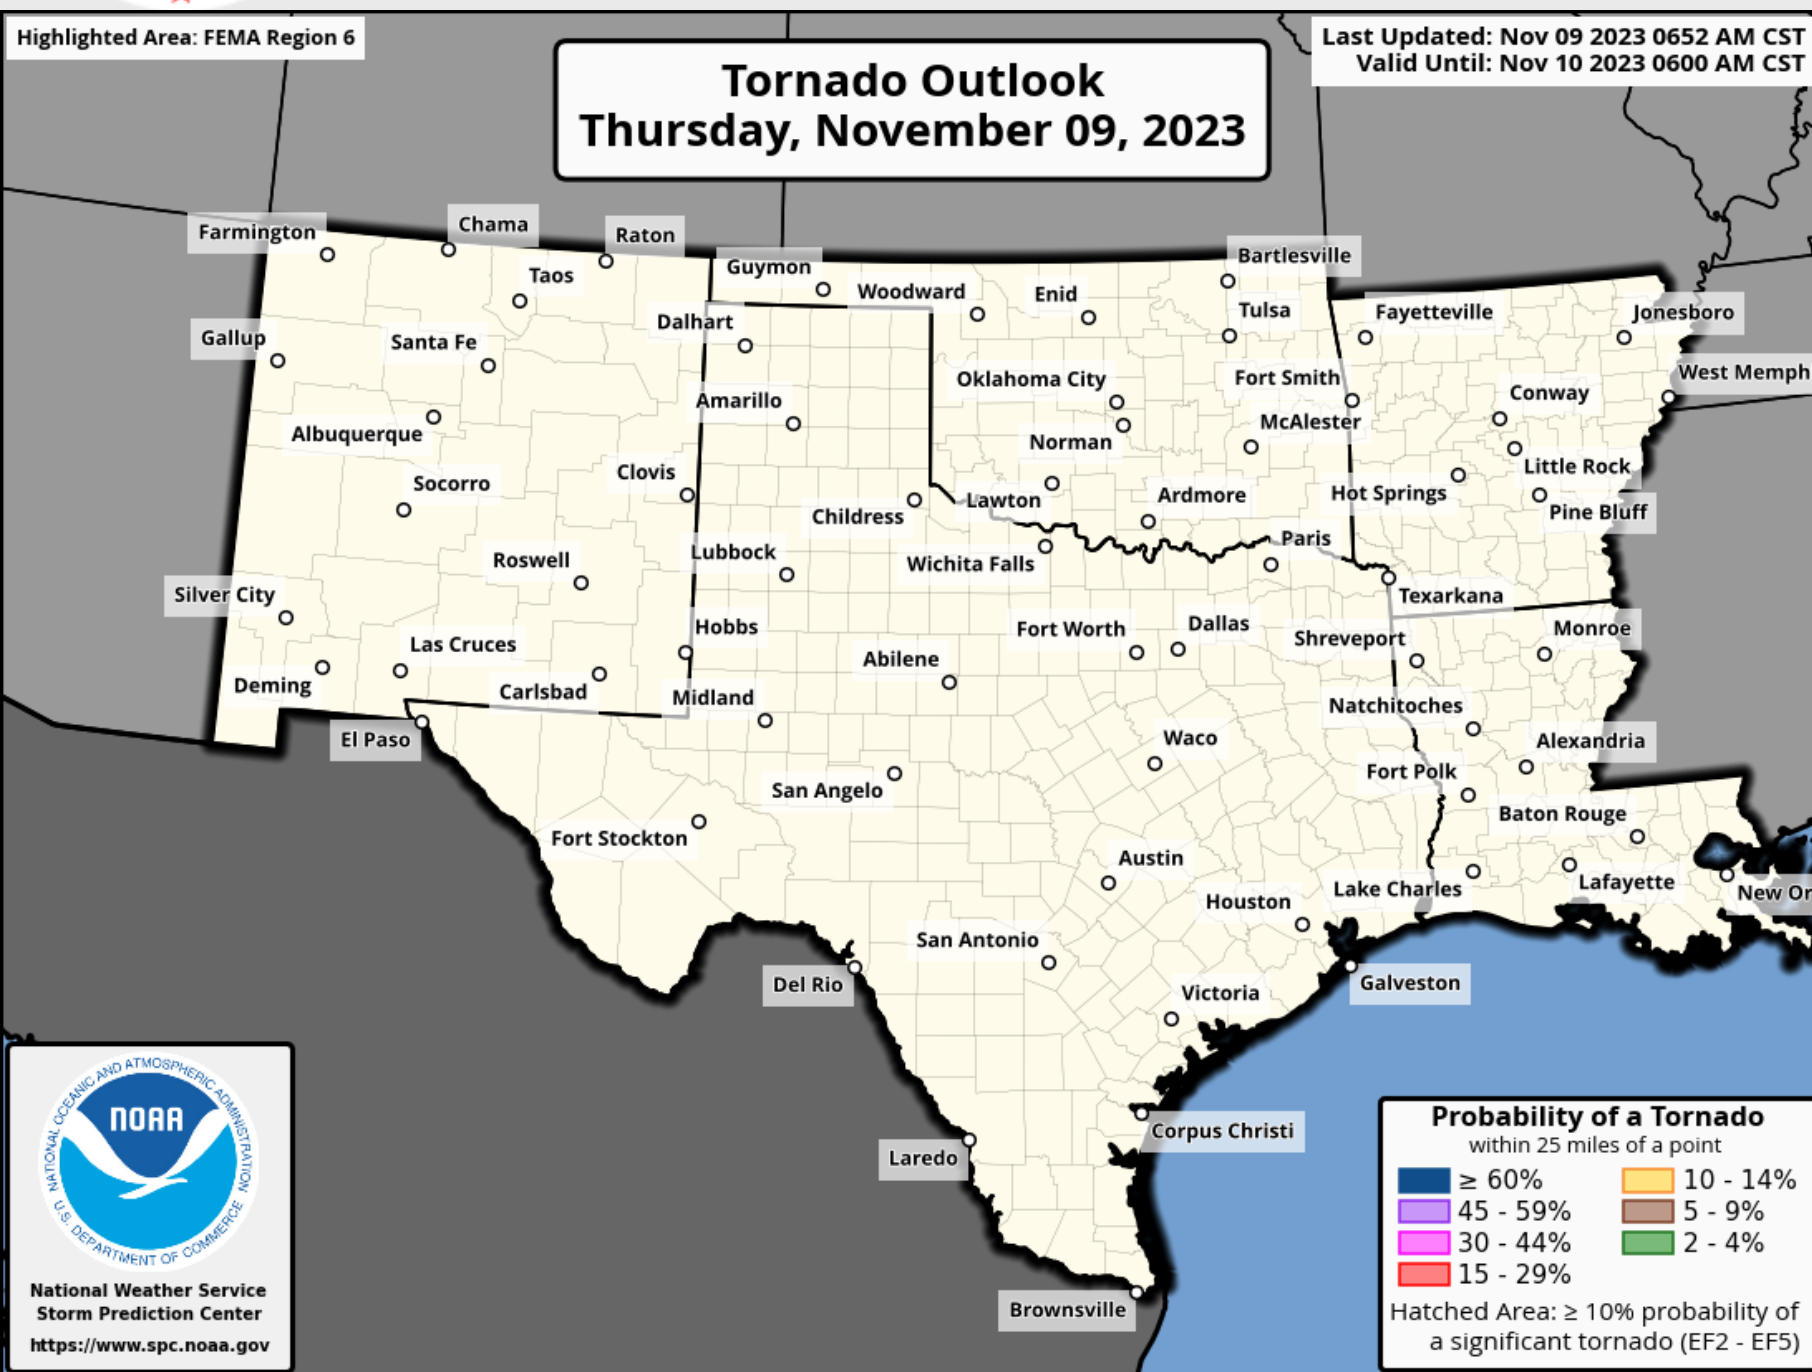 Highlighted Area: FEMA Region 6
Tornado Outlook
Thursday, November 09, 2023
Last Updated: Nov 09 2023 0652 AM CST
Valid Until: Nov 10 2023 0600 AM CST
Farmington
Chama
Raton
Taos
Guymon
Woodward
Enid
Bartlesville
Tulsa
Fayetteville
Jonesboro
Gallup
Santa Fe
Dalhart
Oklahoma City
Fort Smith
Conway
West Memph
Amarillo
Albuquerque
Norman
McAlester
Little Rock
Socorro
Clovis
Childress
Lawton
Ardmore
Hot Springs
Pine Bluff
Roswell
Lubbock
Wichita Falls
Paris
Silver City
Texarkana
Las Cruces
Hobbs
Fort Worth
Dallas
Shreveport
Monroe
Deming
Carlsbad
Midland
Abilene
Natchitoches
El Paso
Waco
Alexandria
San Angelo
Fort Polk
Fort Stockton
Baton Rouge
Austin
Houston
Lake Charles
Lafayette
New Or
San Antonio
Del Rio
Victoria
Galveston
Laredo
Corpus Christi
Brownsville
NATIONAL OCEANIC AND ATMOSPHERIC ADMINISTRATION
NOAA
U.S. DEPARTMENT OF COMMERCE
National Weather Service
Storm Prediction Center
https://www.spc.noaa.gov
Probability of a Tornado
within 25 miles of a point
≥ 60%
45 - 59%
30 - 44%
15 - 29%
10 - 14%
5 - 9%
2 - 4%
Hatched Area: ≥ 10% probability of
a significant tornado (EF2 - EF5)